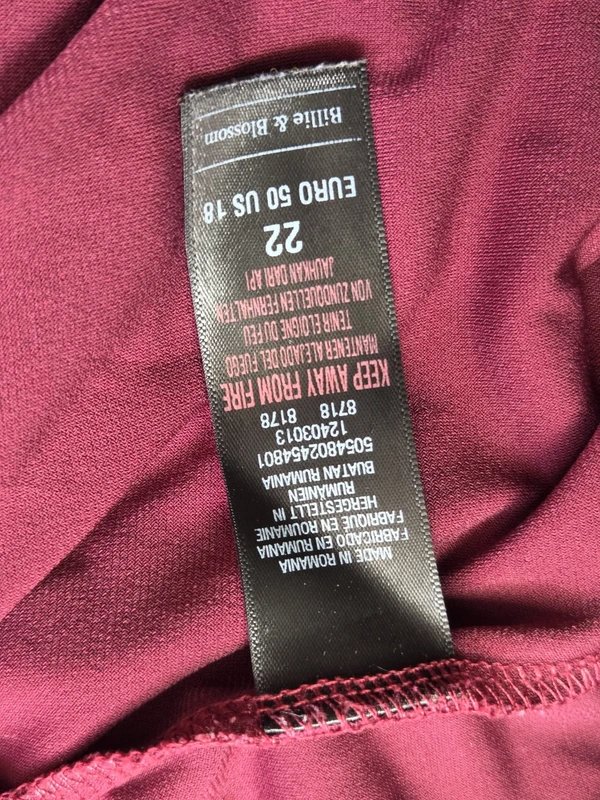 Billie & Blossom
EURO 50 US 18
22
JAUHKAN DARI API
VON ZUNDQUELLEN FERNHALTEN
TENIR ELOIGNE DU FEU
MANTENER ALEJADO DEL FUEGO
KEEP AWAY FROM FIRE
8718 8178
12403013
5054802454801
BUATAN RUMANIA
RUMÄNIEN
HERGESTELLT IN
FABRIQUE EN ROUMANIE
FABRICADO EN RUMANIA
MADE IN ROMANIA